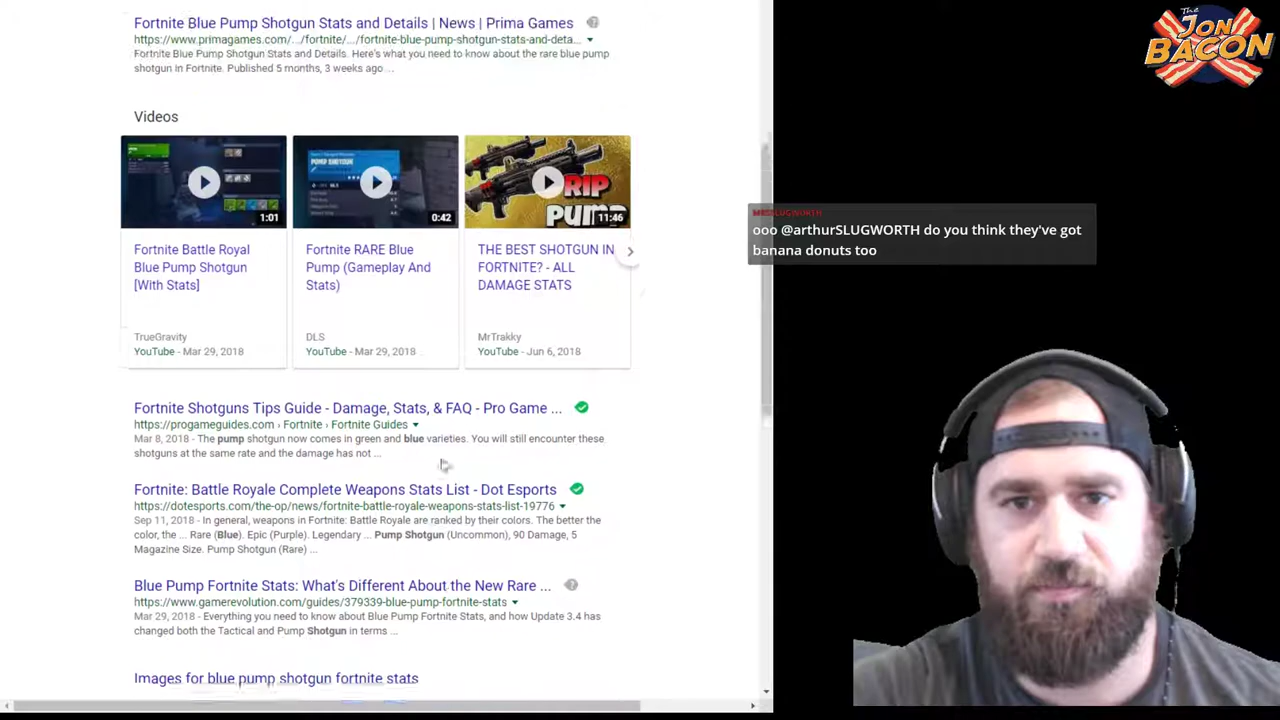 Fortnite Blue Pump Shotgun Stats and Details | News | Prima Games
https://www.primagames.com/.../fortnite/.../fortnite-blue-pump-shotgun-stats-and-deta...
Fortnite Blue Pump Shotgun Stats and Details. Here's what you need to know about the rare blue pump
shotgun in Fortnite. Published 5 months, 3 weeks ago ...
The
JON
BACON
Videos
PUMP SHOTGUN
RIP
PUMP
1:01
0:42
11:46
Fortnite Battle Royal
Blue Pump Shotgun
[With Stats]
TrueGravity
YouTube - Mar 29, 2018
Fortnite RARE Blue
Pump (Gameplay And
Stats)
DLS
YouTube - Mar 29, 2018
THE BEST SHOTGUN IN
FORTNITE? - ALL
DAMAGE STATS
MrTrakky
YouTube - Jun 6, 2018
ooo @arthurSLUGWORTH do you think they've got
banana donuts too
Fortnite Shotguns Tips Guide - Damage, Stats, & FAQ - Pro Game ...
https://progameguides.com › Fortnite › Fortnite Guides
Mar 8, 2018 - The pump shotgun now comes in green and blue varieties. You will still encounter these
shotguns at the same rate and the damage has not ...
Fortnite: Battle Royale Complete Weapons Stats List - Dot Esports
https://dotesports.com/the-op/news/fortnite-battle-royale-weapons-stats-list-19776
Sep 11, 2018 - In general, weapons in Fortnite: Battle Royale are ranked by their colors. The better the
color, the ... Rare (Blue). Epic (Purple). Legendary ... Pump Shotgun (Uncommon), 90 Damage, 5
Magazine Size. Pump Shotgun (Rare) ...
Blue Pump Fortnite Stats: What's Different About the New Rare ...
https://www.gamerevolution.com/guides/379339-blue-pump-fortnite-stats
Mar 29, 2018 - Everything you need to know about Blue Pump Fortnite Stats, and how Update 3.4 has
changed both the Tactical and Pump Shotgun in terms ...
Images for blue pump shotgun fortnite stats